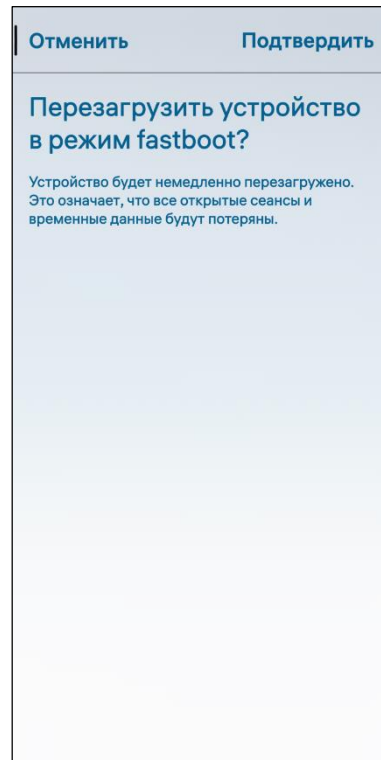 Отменить Подтвердить
Перезагрузить устройство
в режим fastboot?
Устройство будет немедленно перезагружено.
Это означает, что все открытые сеансы и
временные данные будут потеряны.